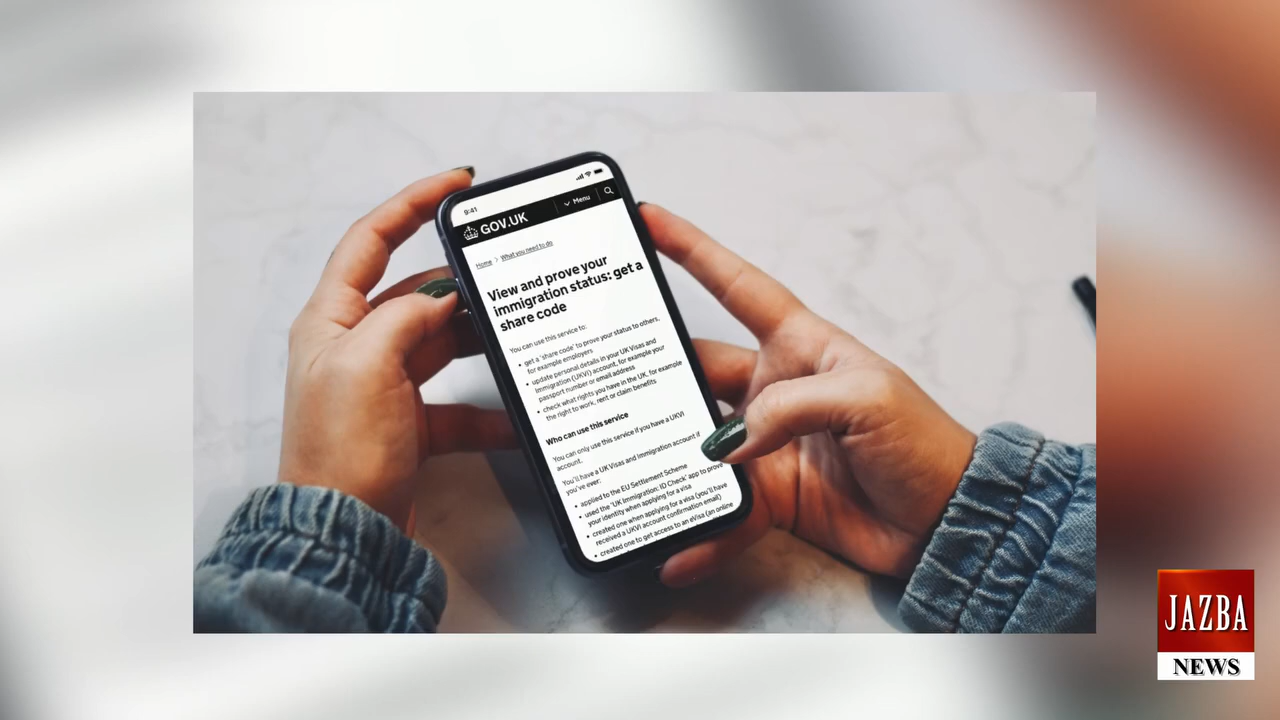 9:41
GOV.UK
Menu
Home > What you need to do
View and prove your
immigration status: get a
share code
You can use this service to:
• get a 'share code' to prove your status to others,
for example employers
• update personal details in your UK Visas and
Immigration (UKVI) account, for example your
passport number or email address
• check what rights you have in the UK, for example
the right to work, rent or claim benefits
Who can use this service
You can only use this service if you have a UKVI
account.
You'll have a UK Visas and Immigration account if
you've ever:
• applied to the EU Settlement Scheme
• used the 'UK Immigration: ID Check' app to prove
your identity when applying for a visa
• created one when applying for a visa (you'll have
received a UKVI account confirmation email)
• created one to get access to an eVisa (an online
JAZBA
NEWS